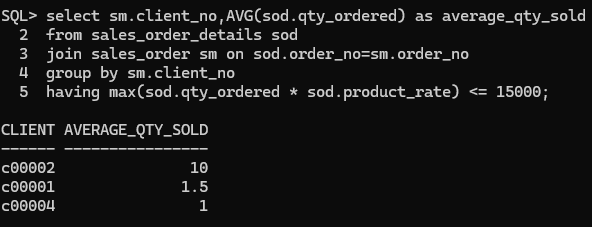 SQL> select sm.client_no,AVG(sod.qty_ordered) as average_qty_sold
  2  from sales_order_details sod
  3  join sales_order sm on sod.order_no=sm.order_no
  4  group by sm.client_no
  5  having max(sod.qty_ordered * sod.product_rate) <= 15000;

CLIENT AVERAGE_QTY_SOLD
------ ----------------
c00002               10
c00001              1.5
c00004                1